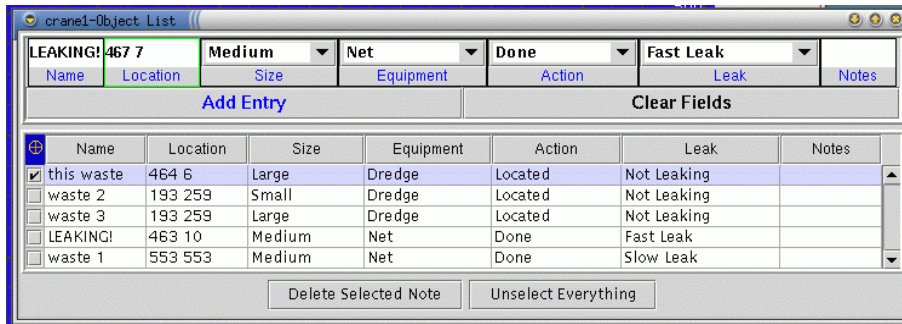 crane1-Object List
LEAKING! 467 7 Medium Net Done Fast Leak
Name Location Size Equipment Action Leak Notes
Add Entry Clear Fields
Name Location Size Equipment Action Leak Notes
this waste 464 6 Large Dredge Located Not Leaking
waste 2 193 259 Small Dredge Located Not Leaking
waste 3 193 259 Large Dredge Located Not Leaking
LEAKING! 463 10 Medium Net Done Fast Leak
waste 1 553 553 Medium Net Done Slow Leak
Delete Selected Note Unselect Everything